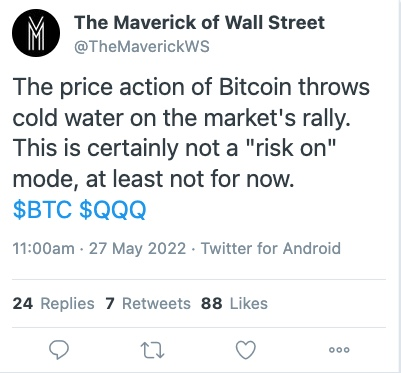 The Maverick of Wall Street
@TheMaverickWS
The price action of Bitcoin throws
cold water on the market's rally.
This is certainly not a "risk on"
mode, at least not for now.
$BTC $QQQ
11:00am · 27 May 2022 · Twitter for Android
24 Replies 7 Retweets 88 Likes